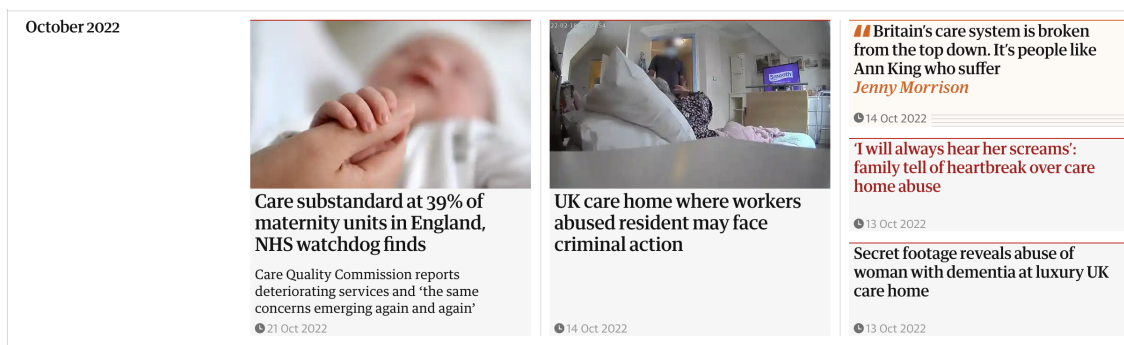 October 2022
Care substandard at 39% of
maternity units in England,
NHS watchdog finds
Care Quality Commission reports
deteriorating services and ‘the same
concerns emerging again and again’
21 Oct 2022
UK care home where workers
abused resident may face
criminal action
14 Oct 2022
Britain’s care system is broken
from the top down. It’s people like
Ann King who suffer
Jenny Morrison
14 Oct 2022
‘I will always hear her screams’:
family tell of heartbreak over care
home abuse
13 Oct 2022
Secret footage reveals abuse of
woman with dementia at luxury UK
care home
13 Oct 2022